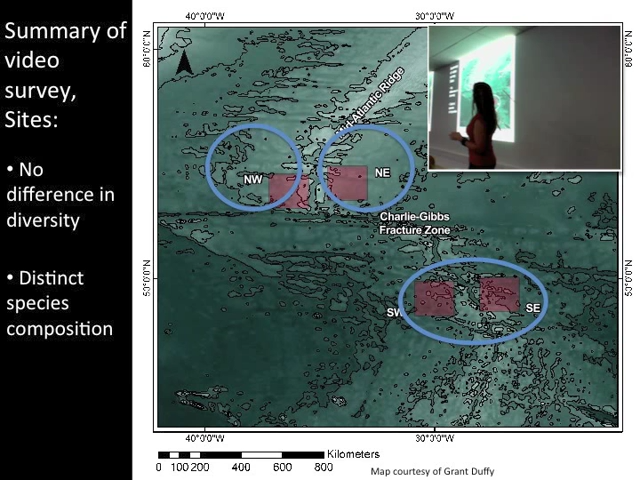 Summary of
video
survey,
Sites:
• No
difference in
diversity
• Distinct
species
composition
40°0'0"W
30°0'0"W
60°0'0"N
60°0'0"N
Mid-Atlantic Ridge
NW
NE
Charlie-Gibbs
Fracture Zone
50°0'0"N
50°0'0"N
SW
SE
40°0'0"W
30°0'0"W
Kilometers
0 100 200 400 600 800
Map courtesy of Grant Duffy